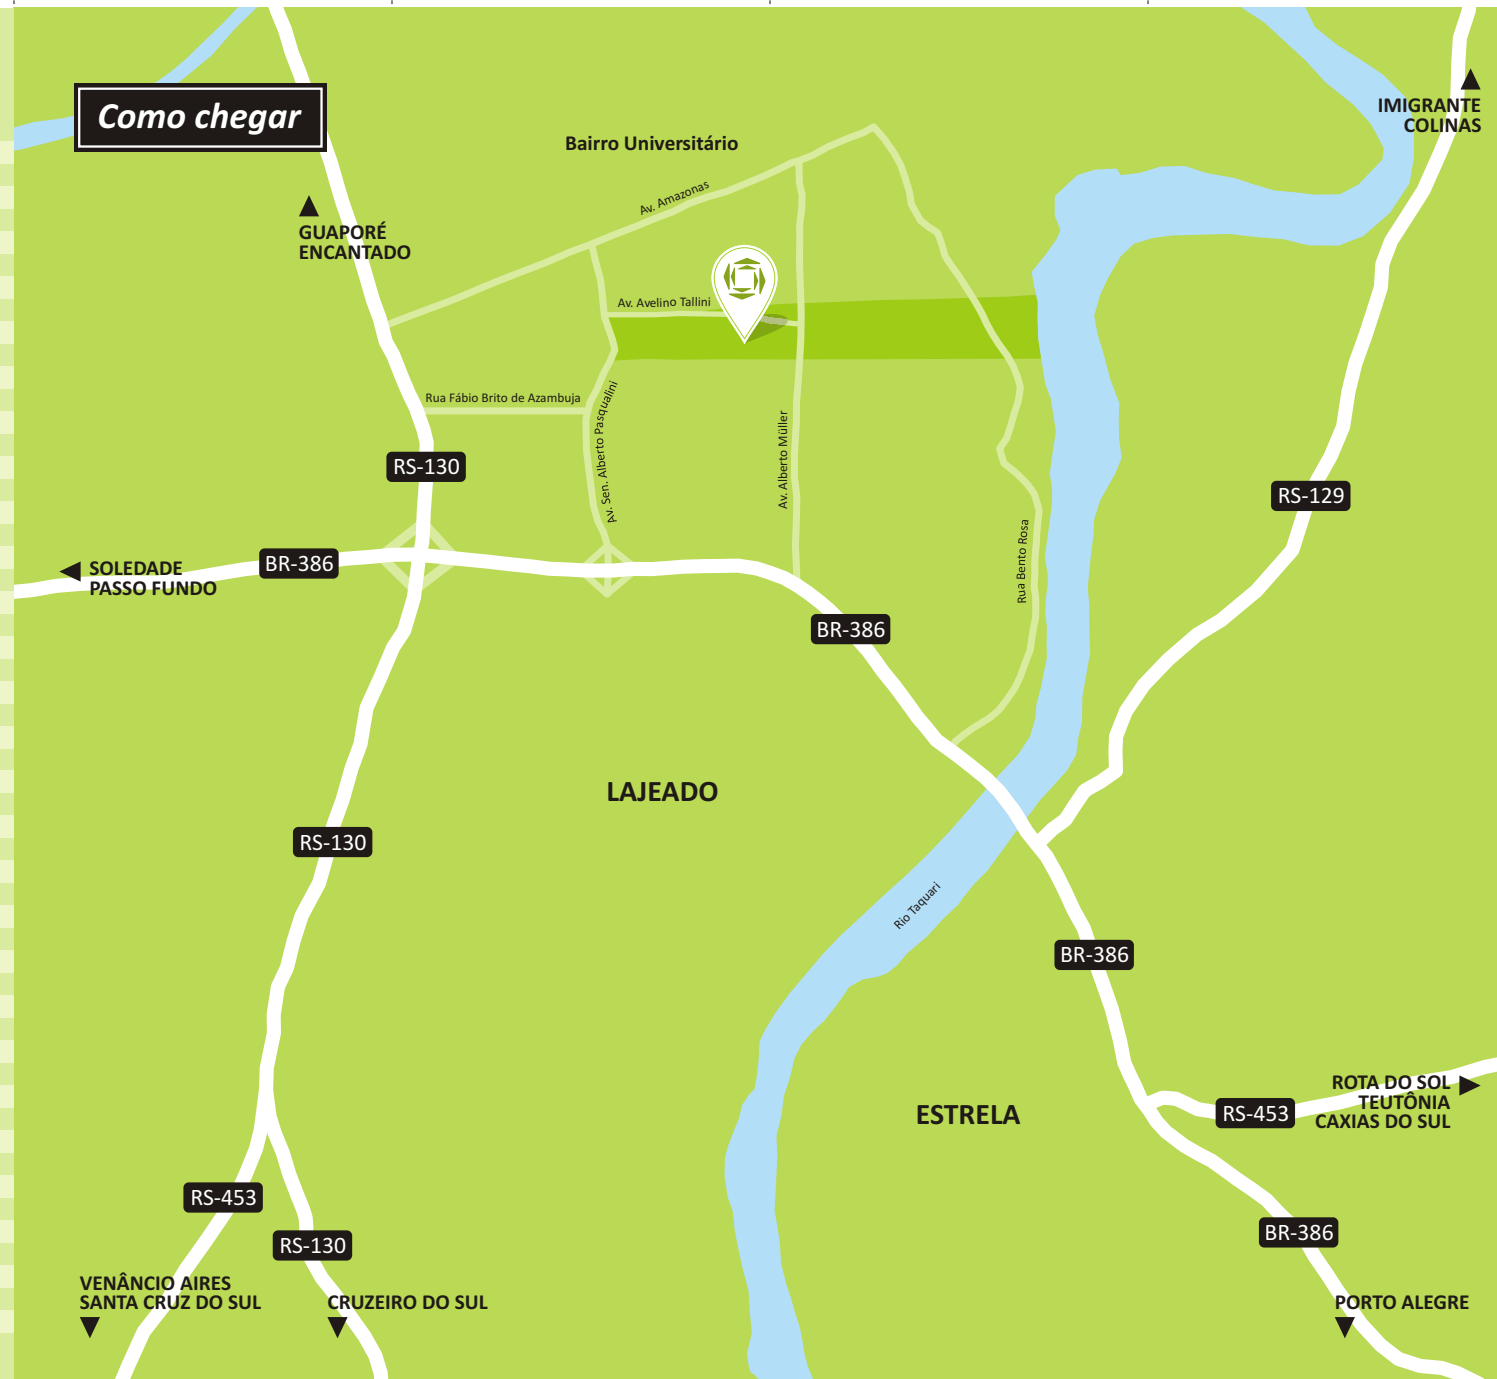 Como chegar
IMIGRANTE
COLINAS
Bairro Universitário
Av. Amazonas
GUAPORÉ
ENCANTADO
Av. Avelino Tallini
Rua Fábio Brito de Azambuja
Av. Sen. Alberto Pasqualini
Av. Alberto Müller
RS-130
RS-129
Rua Bento Rosa
BR-386
SOLEDADE
PASSO FUNDO
BR-386
LAJEADO
RS-130
Rio Taquari
BR-386
ROTA DO SOL
TEUTÔNIA
CAXIAS DO SUL
RS-453
ESTRELA
RS-453
BR-386
RS-130
VENÂNCIO AIRES
SANTA CRUZ DO SUL
CRUZEIRO DO SUL
PORTO ALEGRE